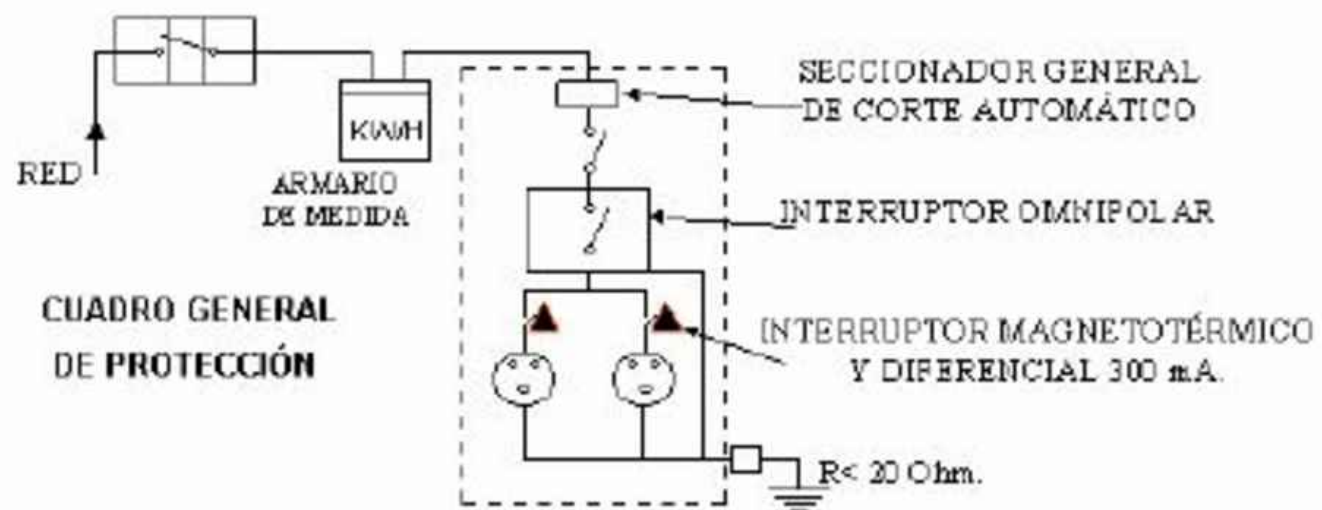 RED
KW/H
ARMARIO
DE MEDIDA
SECCIONADOR GENERAL
DE CORTE AUTOMÁTICO
INTERRUPTOR OMNIPOLAR
CUADRO GENERAL
DE PROTECCIÓN
INTERRUPTOR MAGNETOTÉRMICO
Y DIFERENCIAL 300 mA.
R< 20 Ohm.